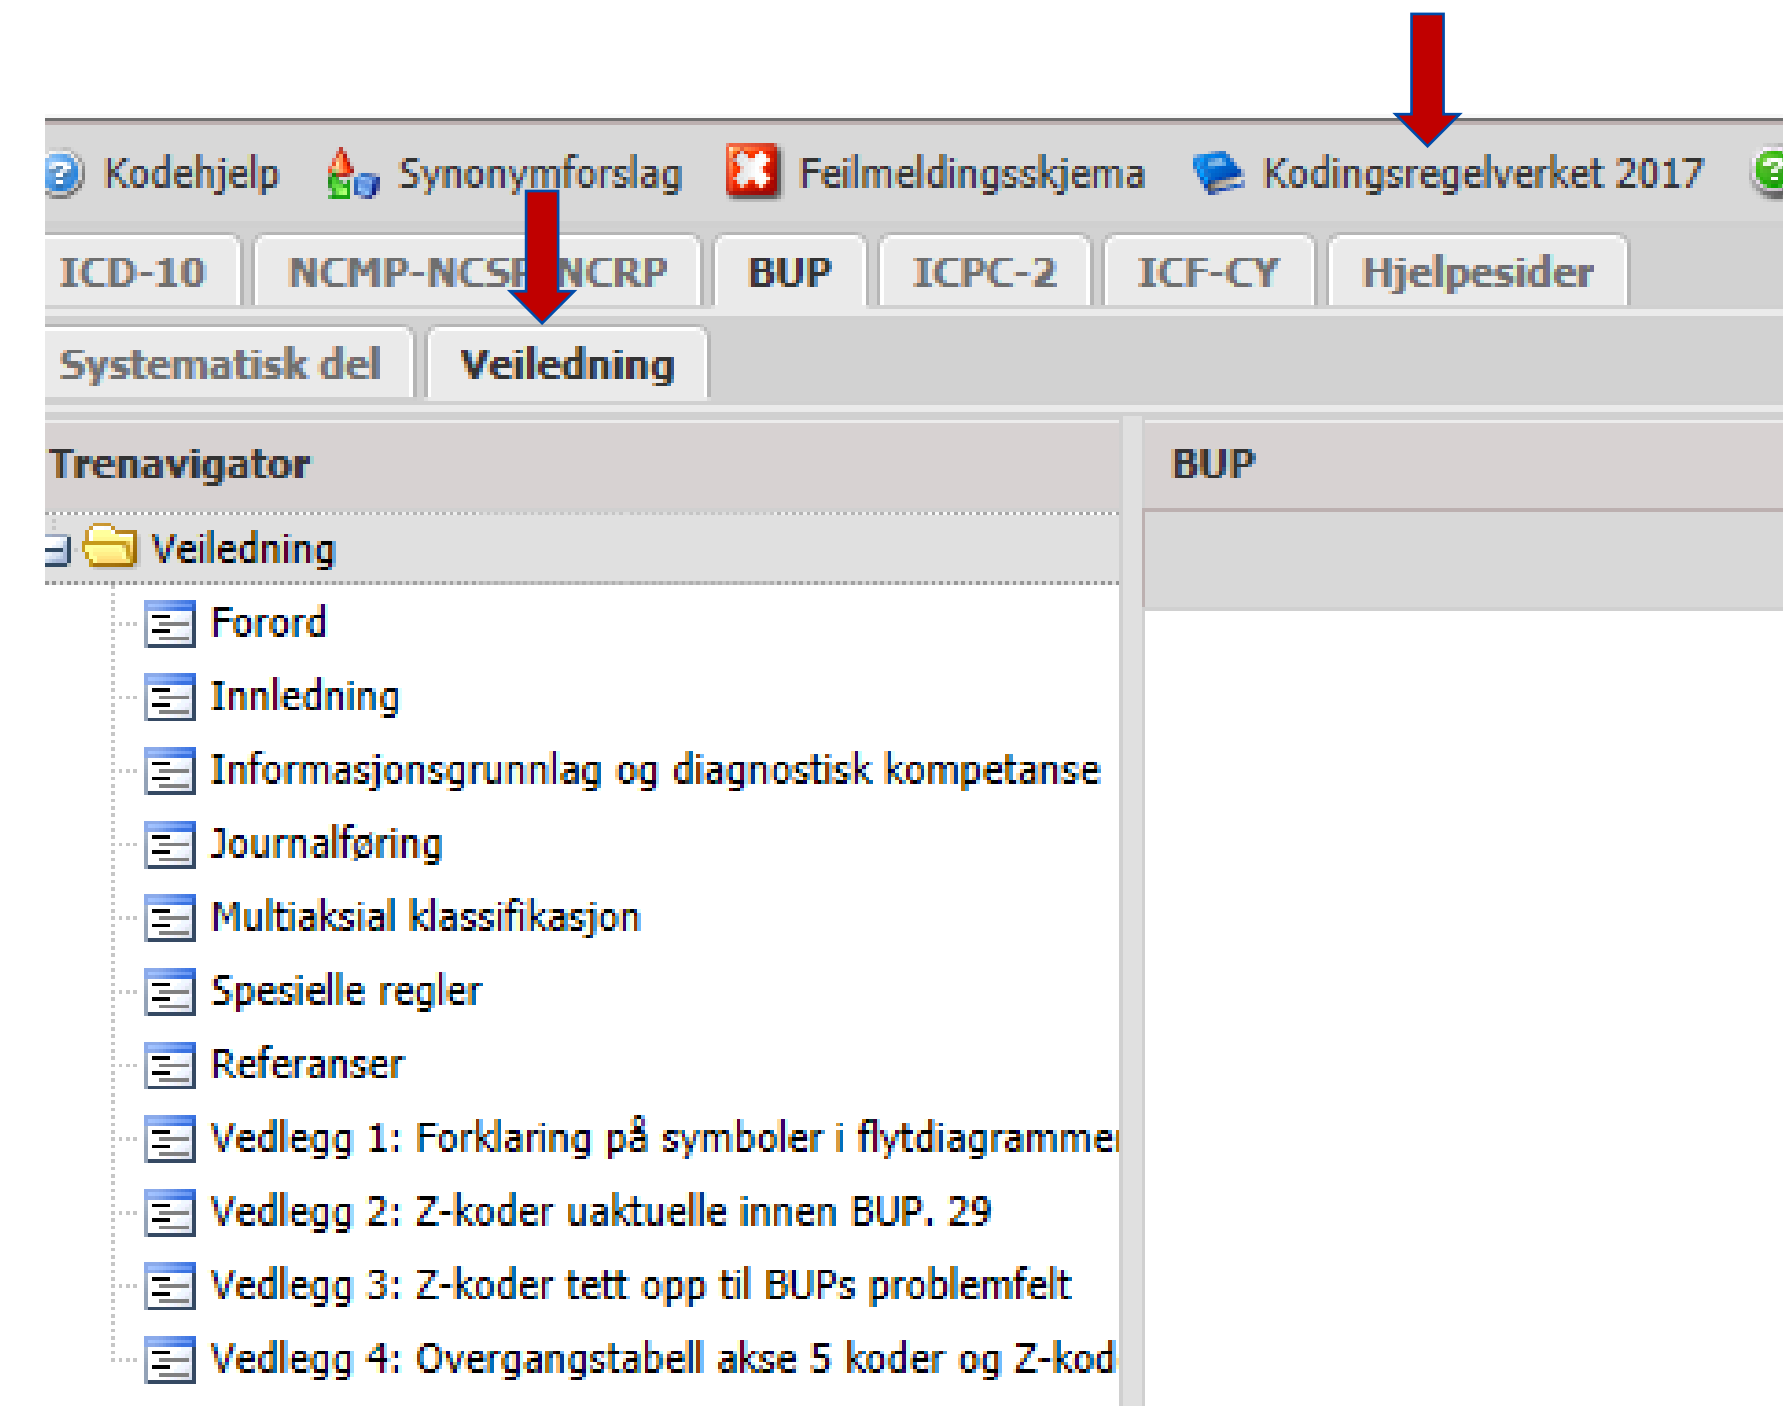 Kodehjelp Synonymforslag Feilmeldingsskjema Kodingsregelverket 2017
ICD-10 NCMP-NCSP-NCRP BUP ICPC-2 ICF-CY Hjelpesider
Systematisk del Veiledning
Trenavigator BUP
Veiledning
Forord
Innledning
Informasjonsgrunnlag og diagnostisk kompetanse
Journalføring
Multiaksial klassifikasjon
Spesielle regler
Referanser
Vedlegg 1: Forklaring på symboler i flytdiagrammer
Vedlegg 2: Z-koder uaktuelle innen BUP. 29
Vedlegg 3: Z-koder tett opp til BUPs problemfelt
Vedlegg 4: Overgangstabell akse 5 koder og Z-kod